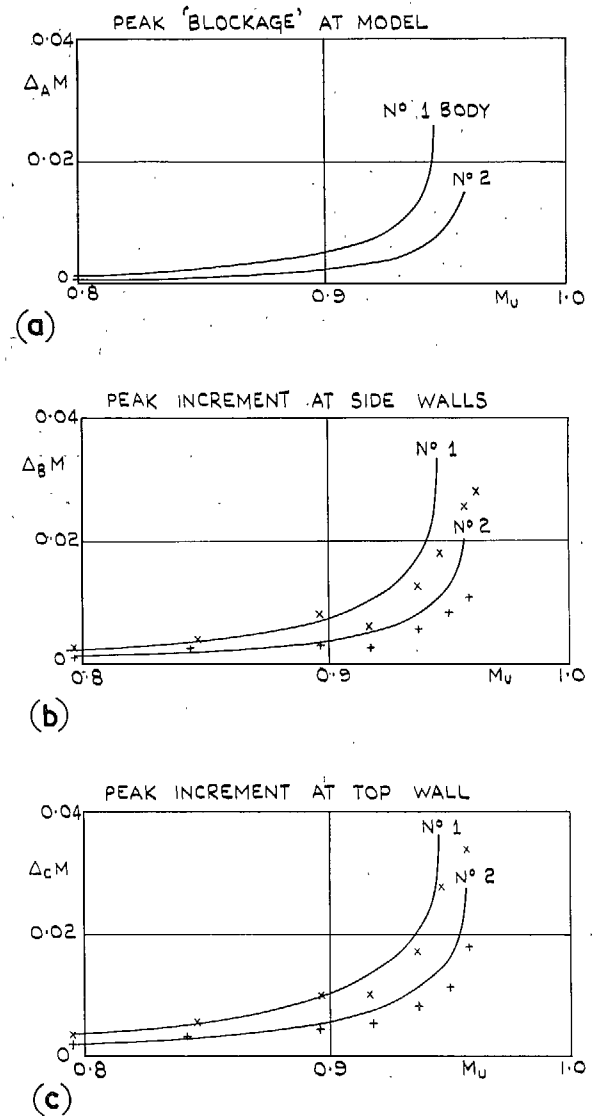 PEAK 'BLOCKAGE' AT MODEL
0.04
ΔAM
Nº 1 BODY
0.02
Nº 2
0
0.8
0.9
Mu
1.0
(a)
PEAK INCREMENT AT SIDE WALLS
0.04
Nº 1
ΔBM
Nº 2
0.02
0
0.8
0.9
Mu
1.0
(b)
PEAK INCREMENT AT TOP WALL
0.04
Nº 1
ΔCM
Nº 2
0.02
0
0.8
0.9
Mu
1.0
(c)